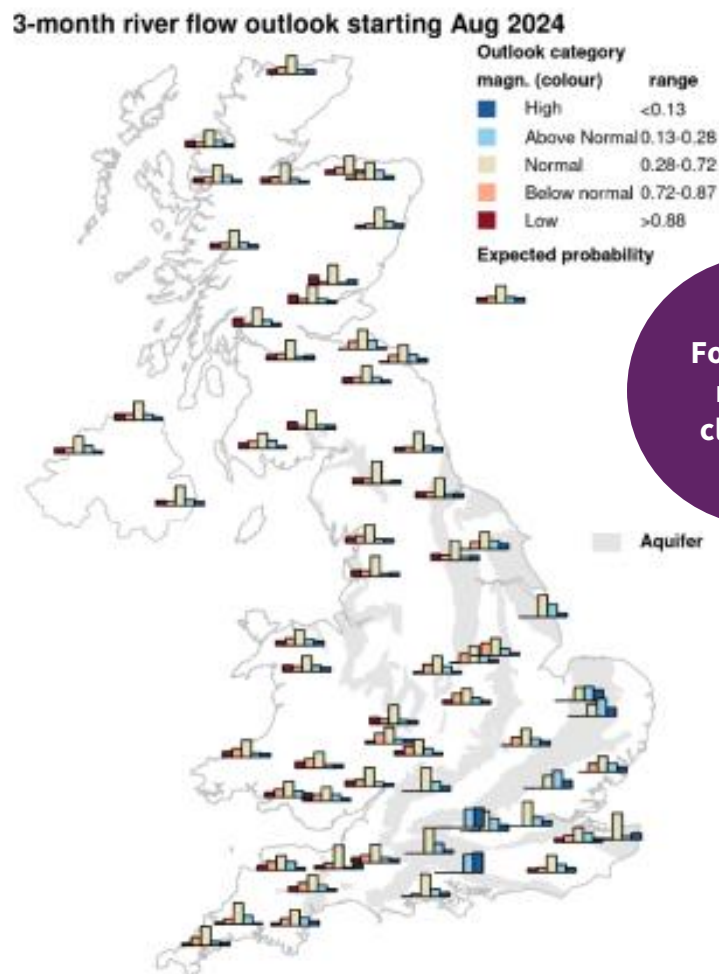 3-month river flow outlook starting Aug 2024
Outlook category
magn. (colour) range
High <0.13
Above Normal 0.13-0.28
Normal 0.28-0.72
Below normal 0.72-0.87
Low >0.88
Expected probability
Aquifer